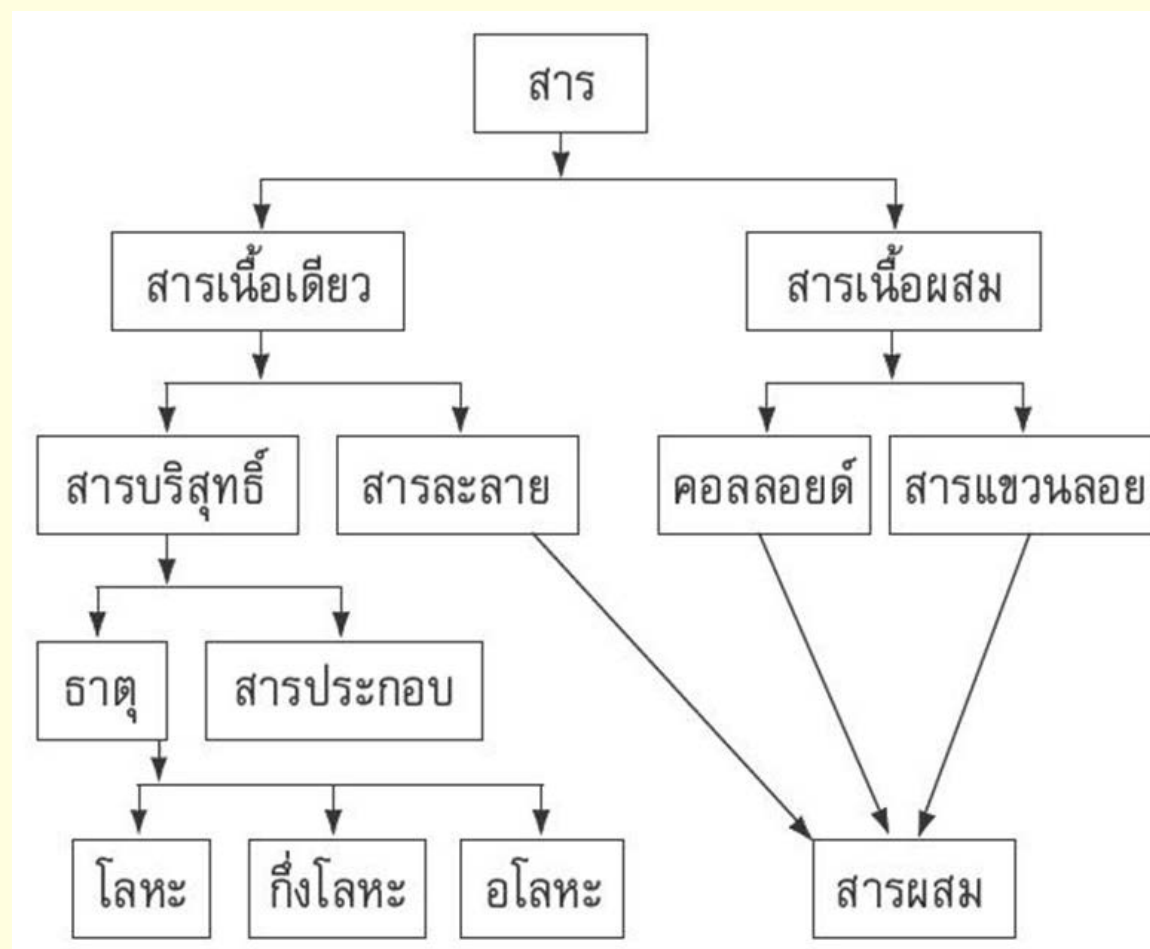 สาร
สารเนื้อเดียว
สารเนื้อผสม
สารบริสุทธิ์
สารละลาย
คอลลอยด์
สารแขวนลอย
ธาตุ
สารประกอบ
โลหะ
กึ่งโลหะ
อโลหะ
สารผสม